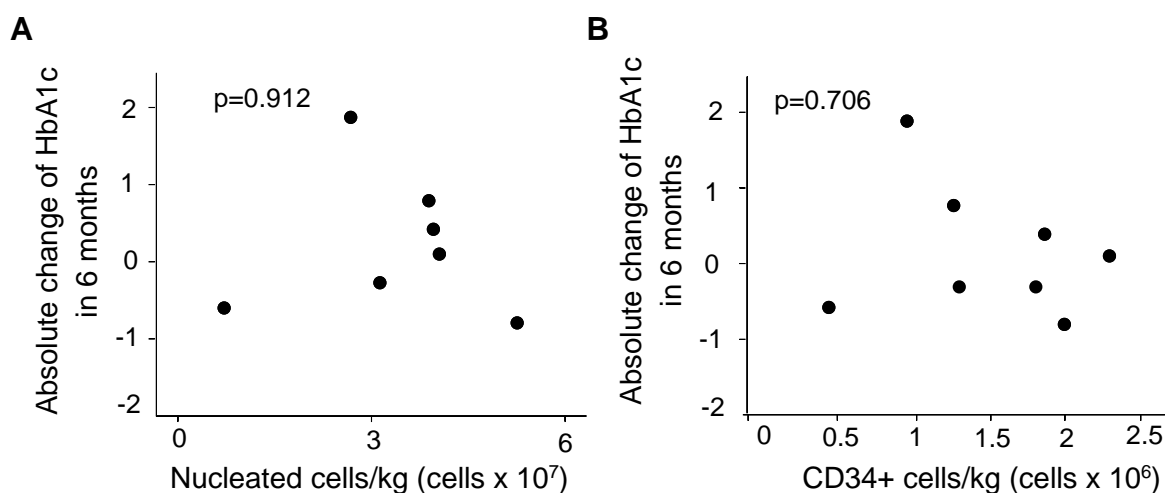 A
Absolute change of HbA1c
in 6 months
p=0.912
2
1
0
-1
-2
0
3
6
Nucleated cells/kg (cells x 10⁷)
B
Absolute change of HbA1c
in 6 months
p=0.706
2
1
0
-1
-2
0
0.5
1
1.5
2
2.5
CD34+ cells/kg (cells x 10⁶)